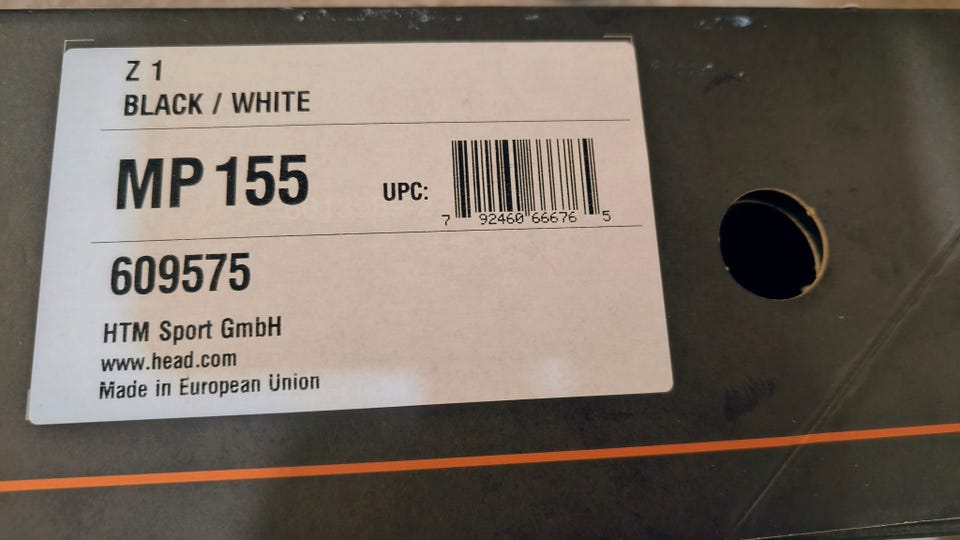 Z 1
BLACK / WHITE
MP 155
UPC:
7 92460 66676 5
609575
HTM Sport GmbH
www.head.com
Made in European Union